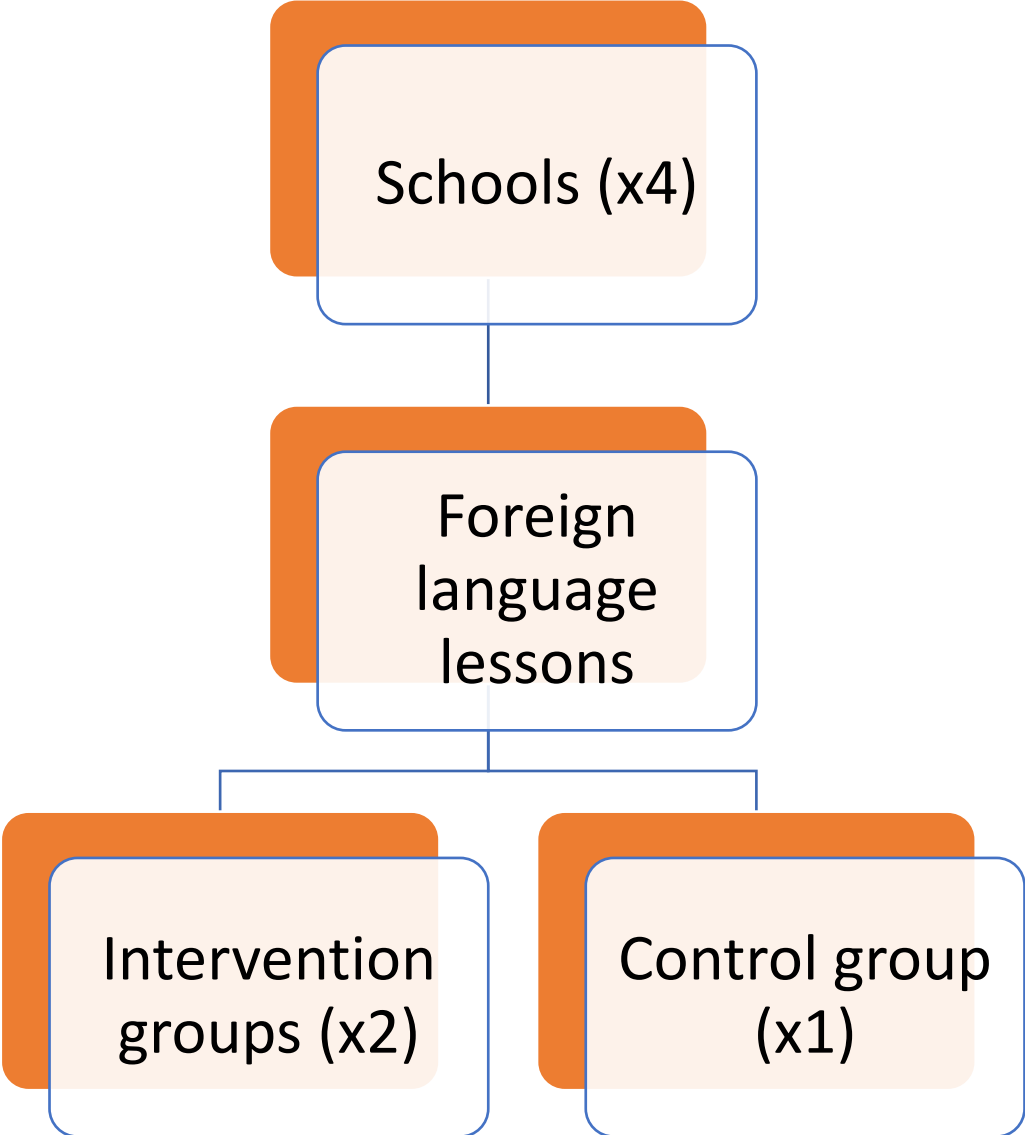 Schools (x4)
Foreign
language
lessons
Intervention
groups (x2)
Control group
(x1)